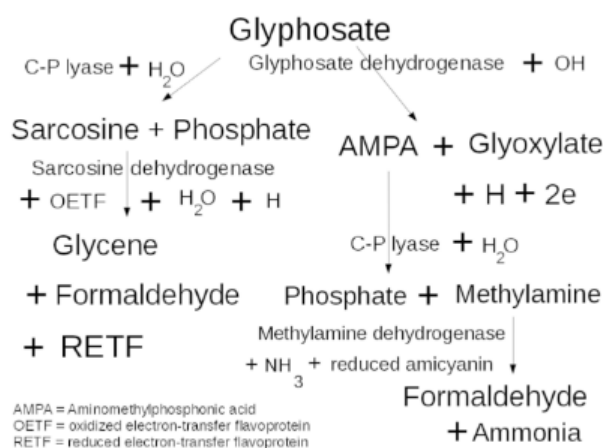 Glyphosate
C-P lyase + H2O
Glyphosate dehydrogenase + OH
Sarcosine + Phosphate
AMPA + Glyoxylate
+ H + 2e
Sarcosine dehydrogenase
+ OETF + H2O + H
Glycene
+ Formaldehyde
+ RETF
C-P lyase + H2O
Phosphate + Methylamine
Methylamine dehydrogenase
+ NH3 + reduced amicyanin
Formaldehyde
+ Ammonia
AMPA = Aminomethylphosphonic acid
OETF = oxidized electron-transfer flavoprotein
RETF = reduced electron-transfer flavoprotein